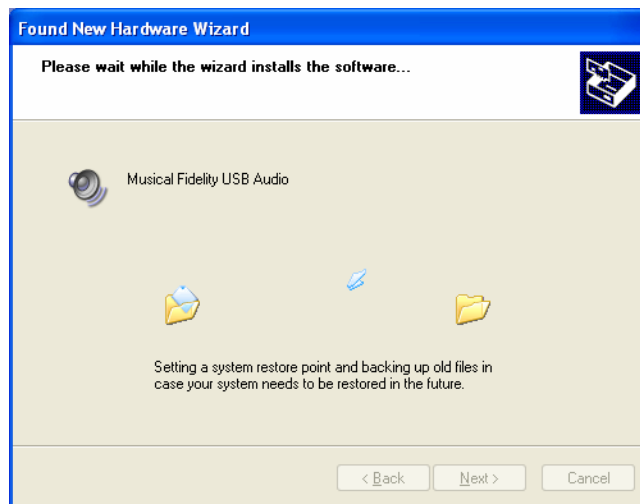 Found New Hardware Wizard
Please wait while the wizard installs the software...
Musical Fidelity USB Audio
Setting a system restore point and backing up old files in
case your system needs to be restored in the future.
< Back
Next >
Cancel